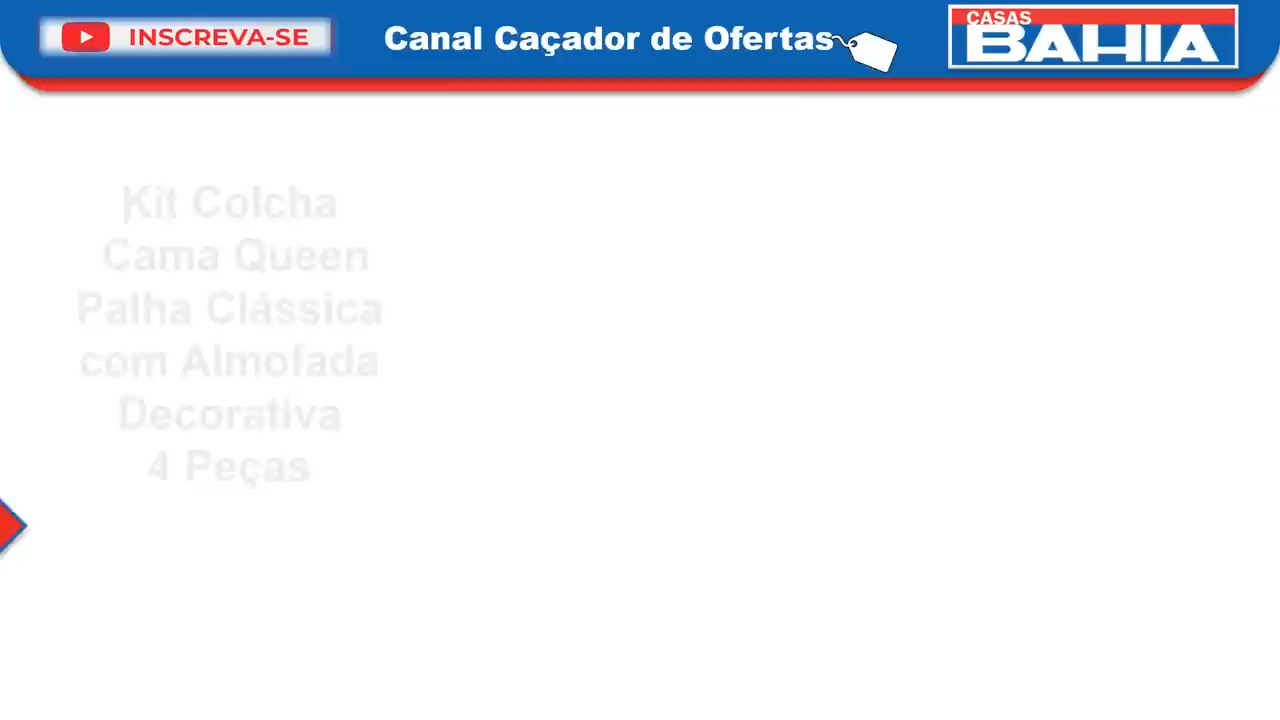 INSCREVA-SE
Canal Caçador de Ofertas
CASAS
BAHIA
Kit Colcha
Cama Queen
Palha Clássica
com Almofada
Decorativa
4 Peças